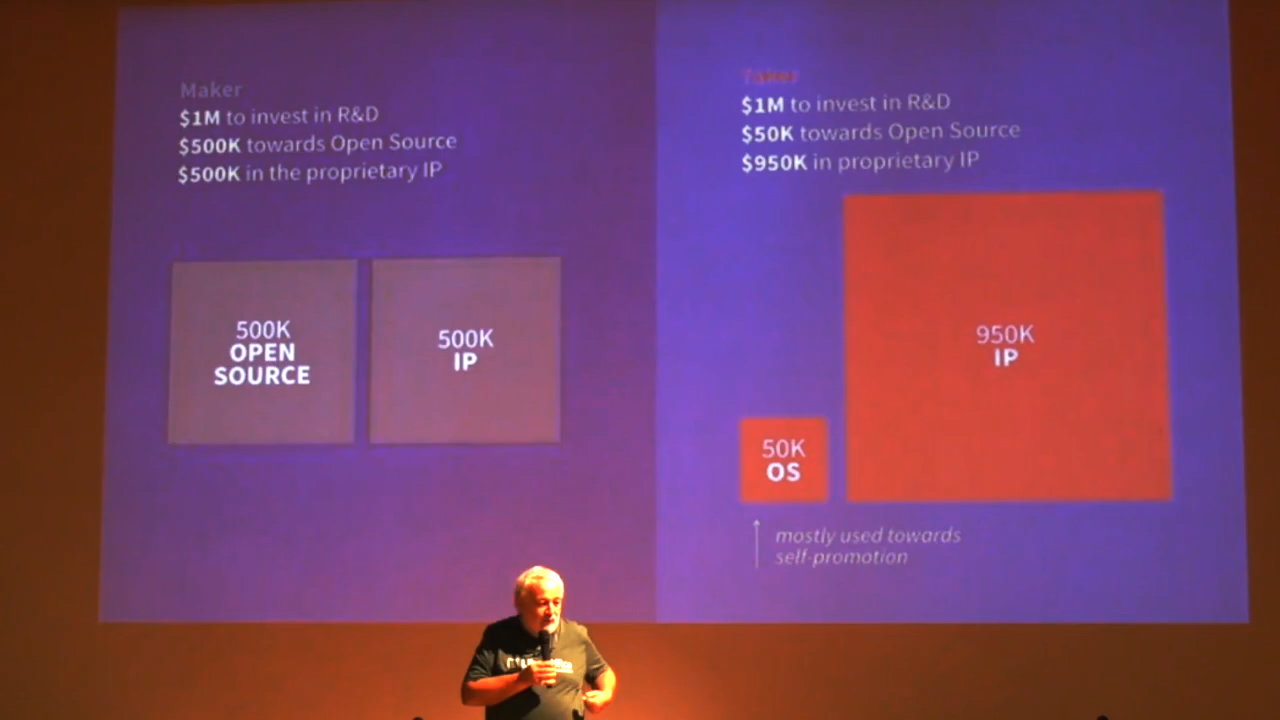 Maker
$1M to invest in R&D
$500K towards Open Source
$500K in the proprietary IP
500K
OPEN
SOURCE
500K
IP
Taker
$1M to invest in R&D
$50K towards Open Source
$950K in proprietary IP
950K
IP
50K
OS
mostly used towards
self-promotion